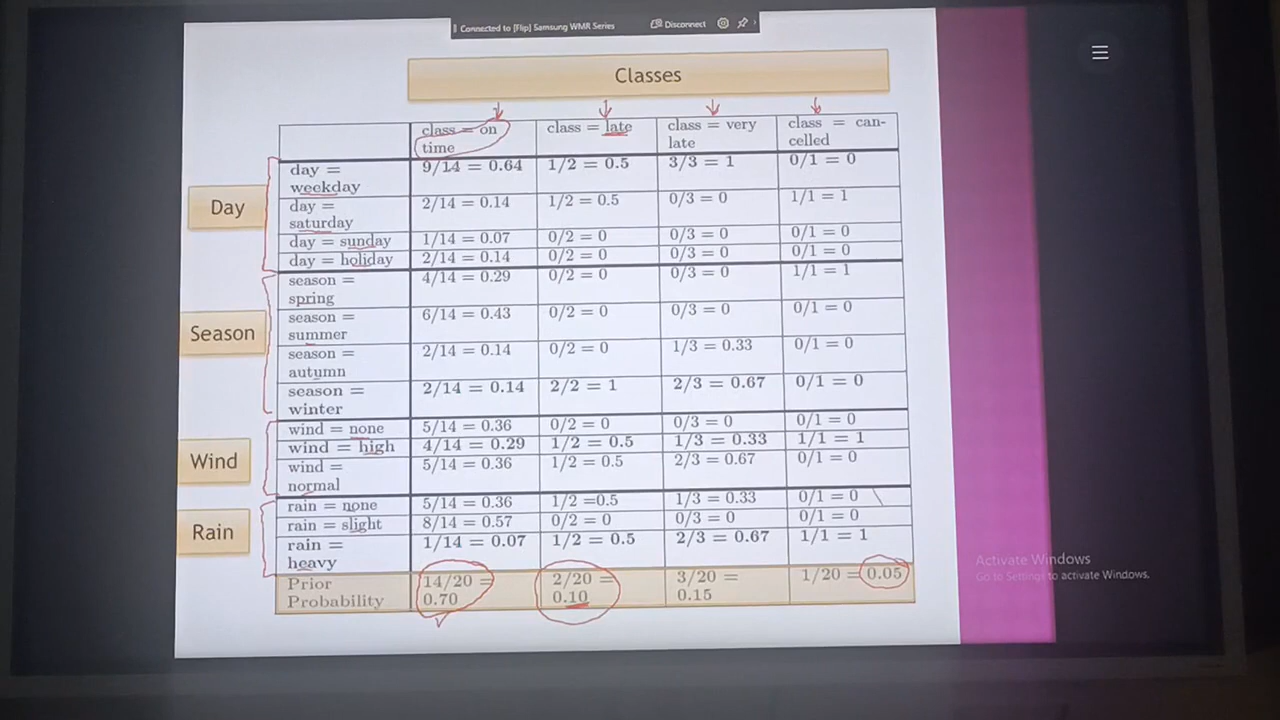 Connected to [Flip] Samsung WMR Series Disconnect
Classes
class = on time class = late class = very late class = can-celled
Day
day = weekday 9/14 = 0.64 1/2 = 0.5 3/3 = 1 0/1 = 0
day = saturday 2/14 = 0.14 1/2 = 0.5 0/3 = 0 1/1 = 1
day = sunday 1/14 = 0.07 0/2 = 0 0/3 = 0 0/1 = 0
day = holiday 2/14 = 0.14 0/2 = 0 0/3 = 0 0/1 = 0
Season
season = spring 4/14 = 0.29 0/2 = 0 0/3 = 0 1/1 = 1
season = summer 6/14 = 0.43 0/2 = 0 0/3 = 0 0/1 = 0
season = autumn 2/14 = 0.14 0/2 = 0 1/3 = 0.33 0/1 = 0
season = winter 2/14 = 0.14 2/2 = 1 2/3 = 0.67 0/1 = 0
Wind
wind = none 5/14 = 0.36 0/2 = 0 0/3 = 0 0/1 = 0
wind = high 4/14 = 0.29 1/2 = 0.5 1/3 = 0.33 1/1 = 1
wind = normal 5/14 = 0.36 1/2 =0.5 2/3 = 0.67 0/1 = 0
Rain
rain = none 5/14 = 0.36 1/2 =0.5 1/3 = 0.33 0/1 = 0
rain = slight 8/14 = 0.57 0/2 = 0 0/3 = 0 0/1 = 0
rain = heavy 1/14 = 0.07 1/2 = 0.5 2/3 = 0.67 1/1 = 1
Prior Probability 14/20 = 0.70 2/20 = 0.10 3/20 = 0.15 1/20 = 0.05
Activate Windows
Go to Settings to activate Windows.